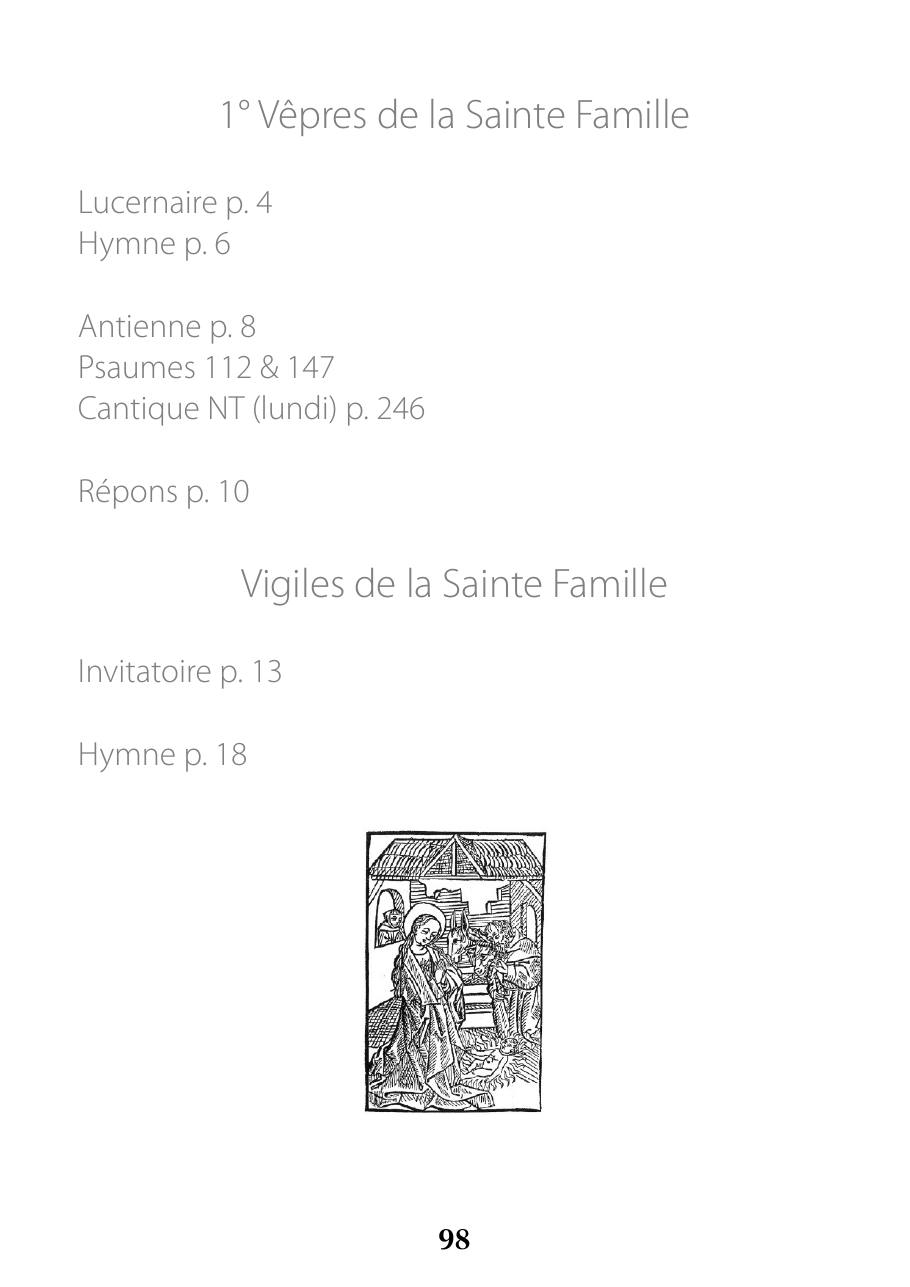 1° Vêpres de la Sainte Famille
Lucernaire p. 4
Hymne p. 6
Antienne p. 8
Psaumes 112 & 147
Cantique NT (lundi) p. 246
Répons p. 10
Vigiles de la Sainte Famille
Invitatoire p. 13
Hymne p. 18
98